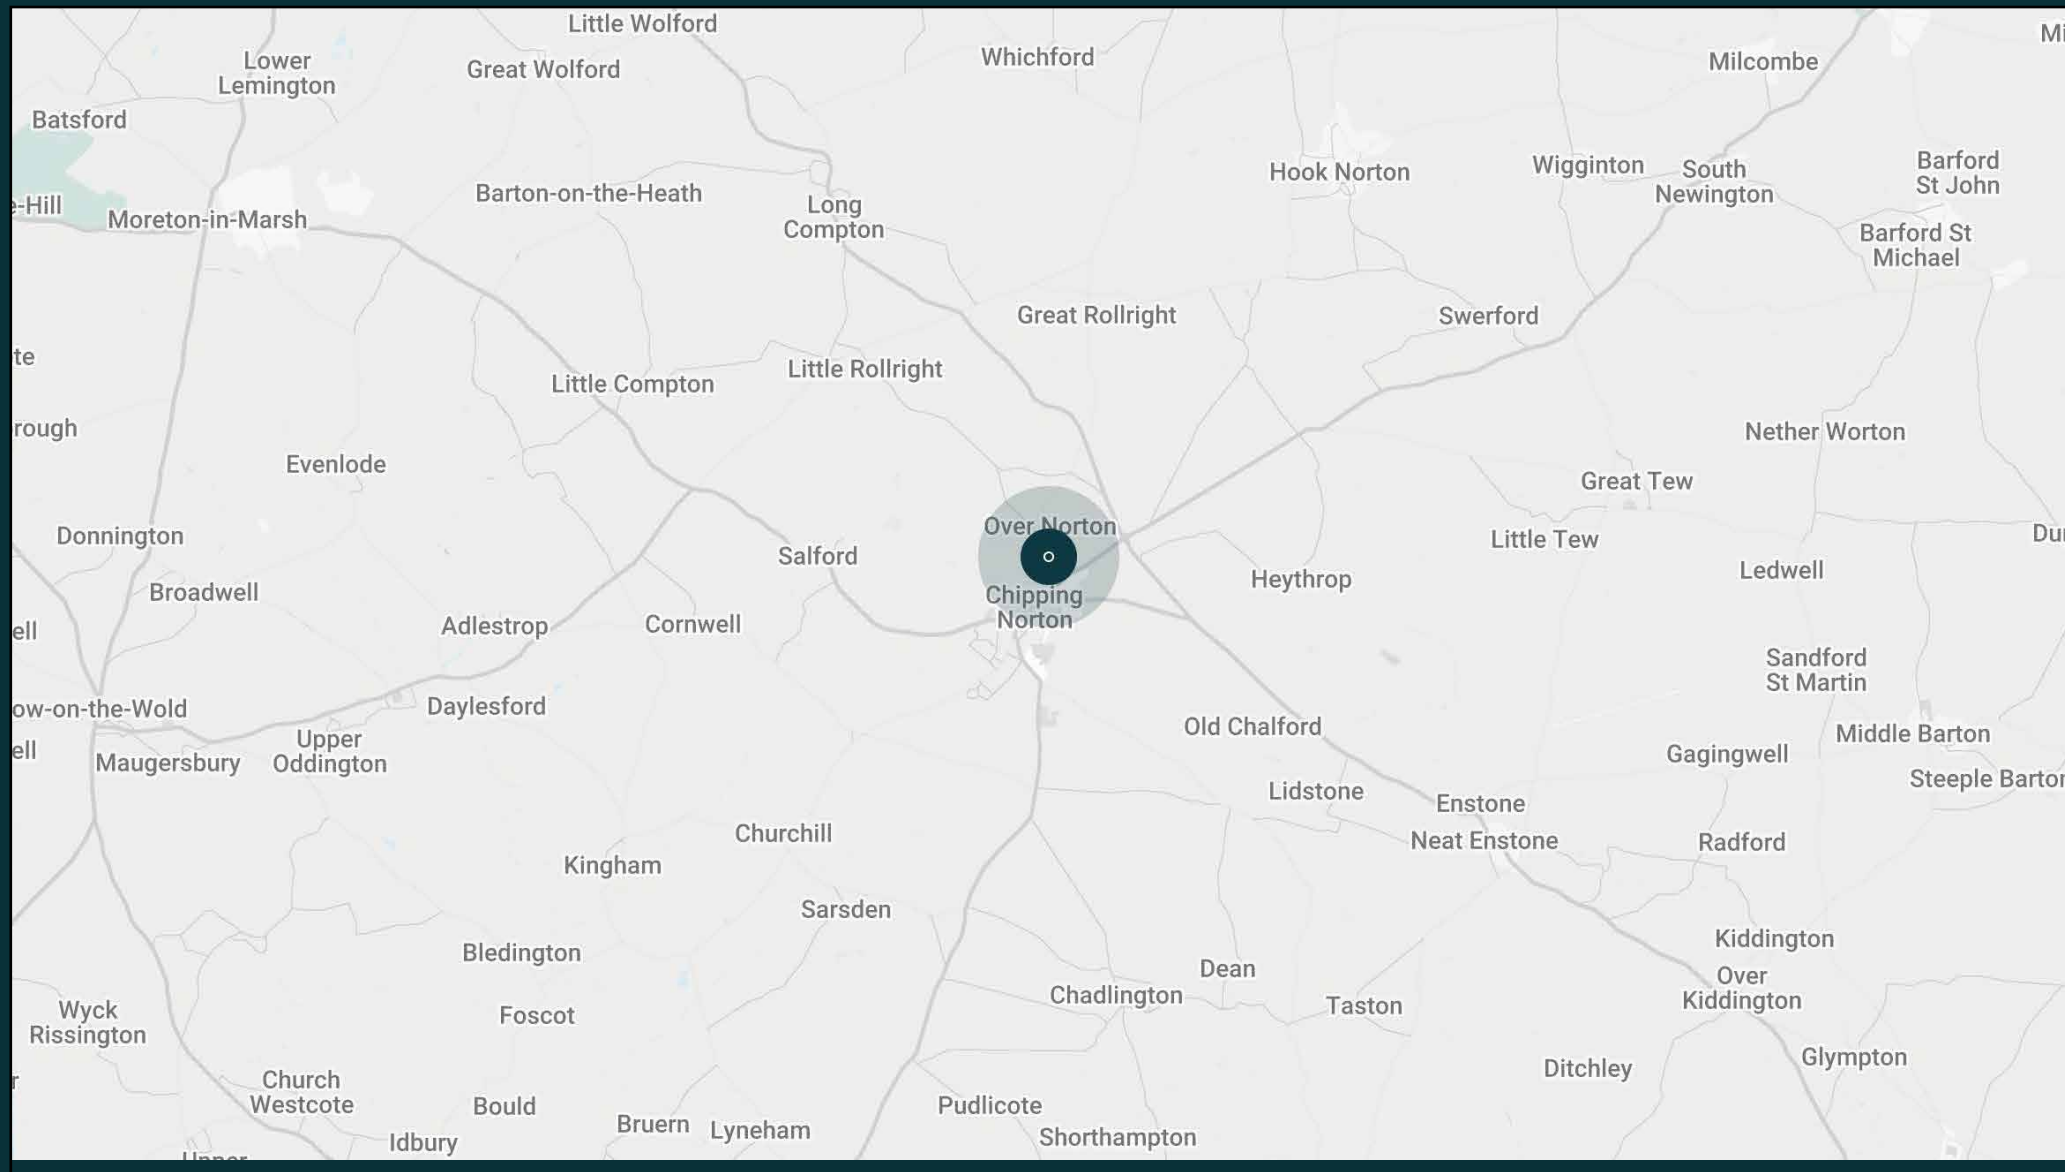 Little Wolford
Whichford
Mi
Milcombe
Lower
Lemington
Great Wolford
Batsford
Hook Norton
Wigginton
South
Newington
Barford
St John
Barton-on-the-Heath
e-Hill
Moreton-in-Marsh
Long
Compton
Barford St
Michael
Great Rollright
Swerford
te
Little Rollright
Little Compton
rough
Nether Worton
Evenlode
Great Tew
Over Norton
Donnington
Little Tew
Du
Salford
Ledwell
Heythrop
Broadwell
Chipping
Norton
Adlestrop
Cornwell
ell
Sandford
St Martin
ow-on-the-Wold
Daylesford
Old Chalford
Middle Barton
Upper
Oddington
ell
Maugersbury
Gagingwell
Steeple Barton
Lidstone
Enstone
Churchill
Neat Enstone
Radford
Kingham
Sarsden
Kiddington
Bledington
Dean
Over
Kiddington
Chadlington
Taston
Wyck
Rissington
Foscot
Glympton
Ditchley
r
Church
Westcote
Bould
Pudlicote
Bruern
Lyneham
Shorthampton
Idbury
Upper